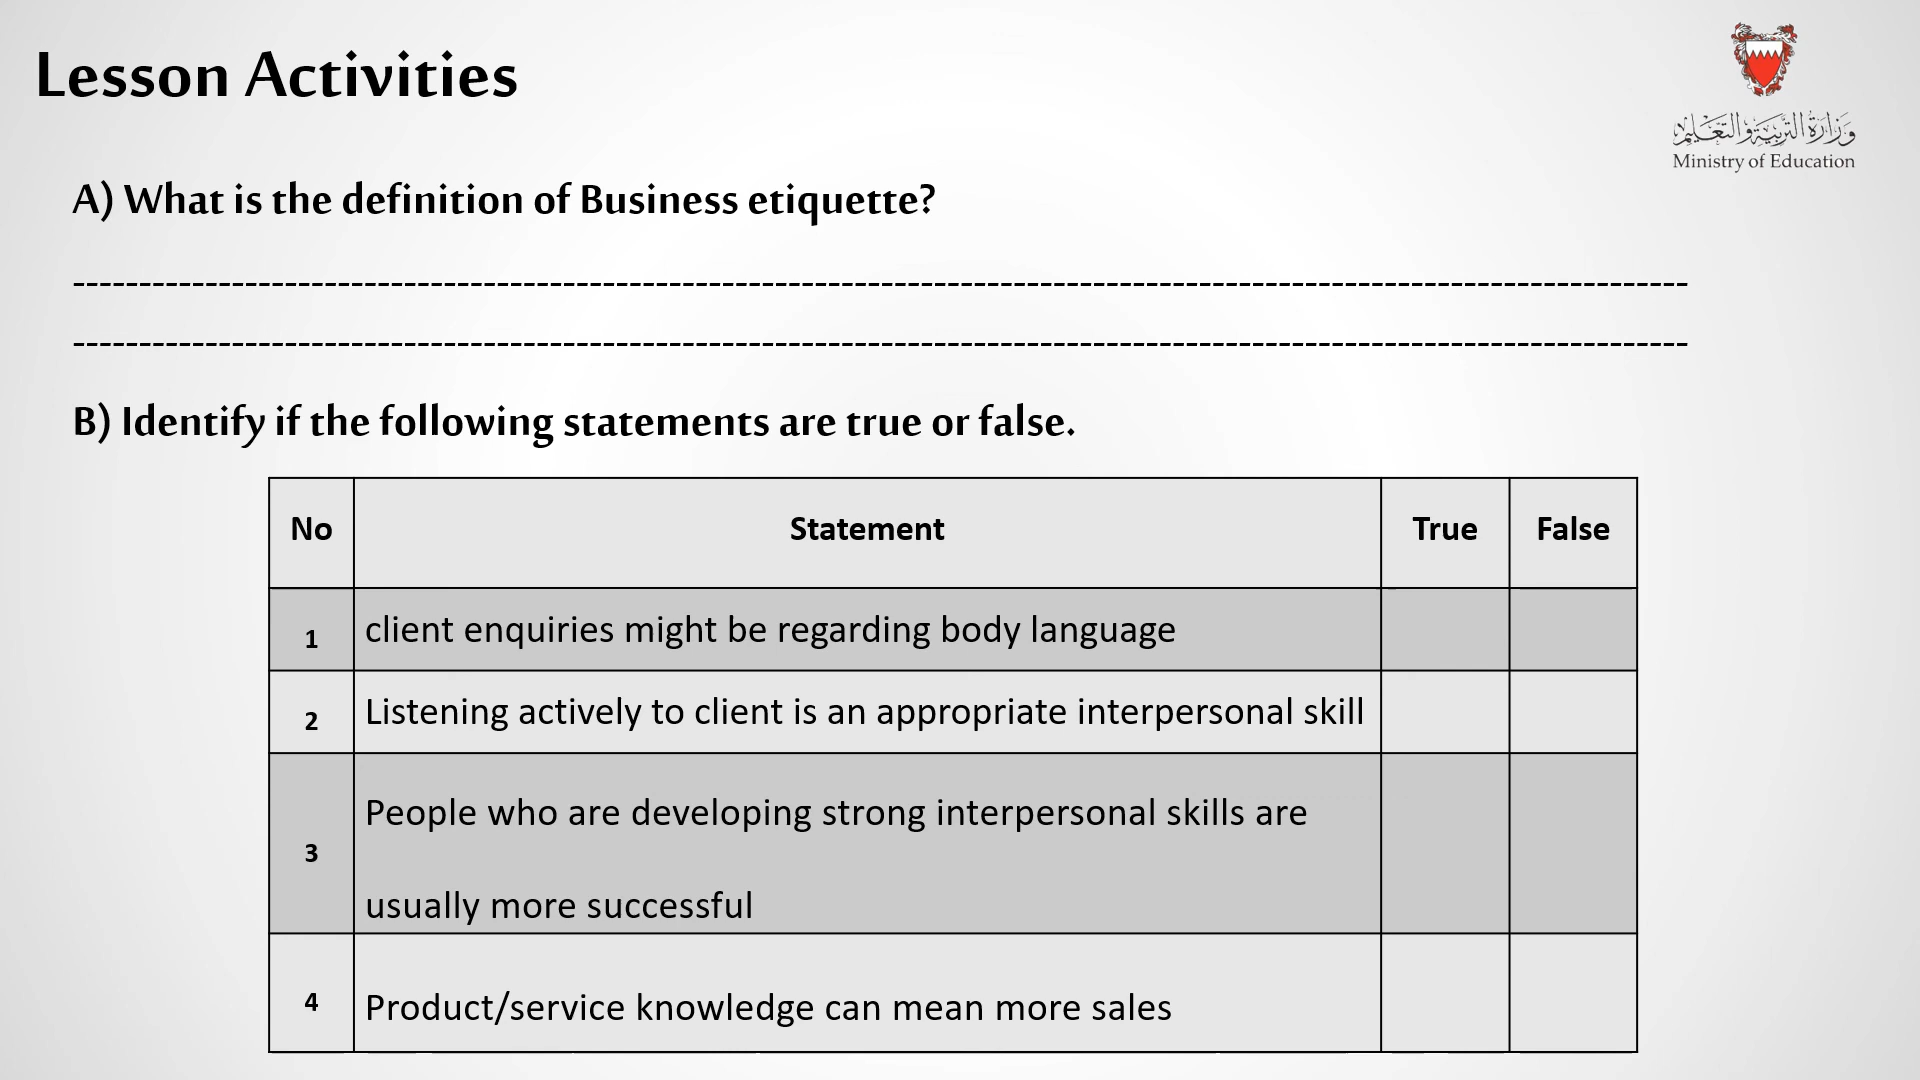 Lesson Activities
وزارة التربية والتعليم
Ministry of Education
A) What is the definition of Business etiquette?
---------------------------------------------------------------------------------------------------------------------------
---------------------------------------------------------------------------------------------------------------------------
B) Identify if the following statements are true or false.
No Statement True False
1 client enquiries might be regarding body language
2 Listening actively to client is an appropriate interpersonal skill
3 People who are developing strong interpersonal skills are
usually more successful
4 Product/service knowledge can mean more sales